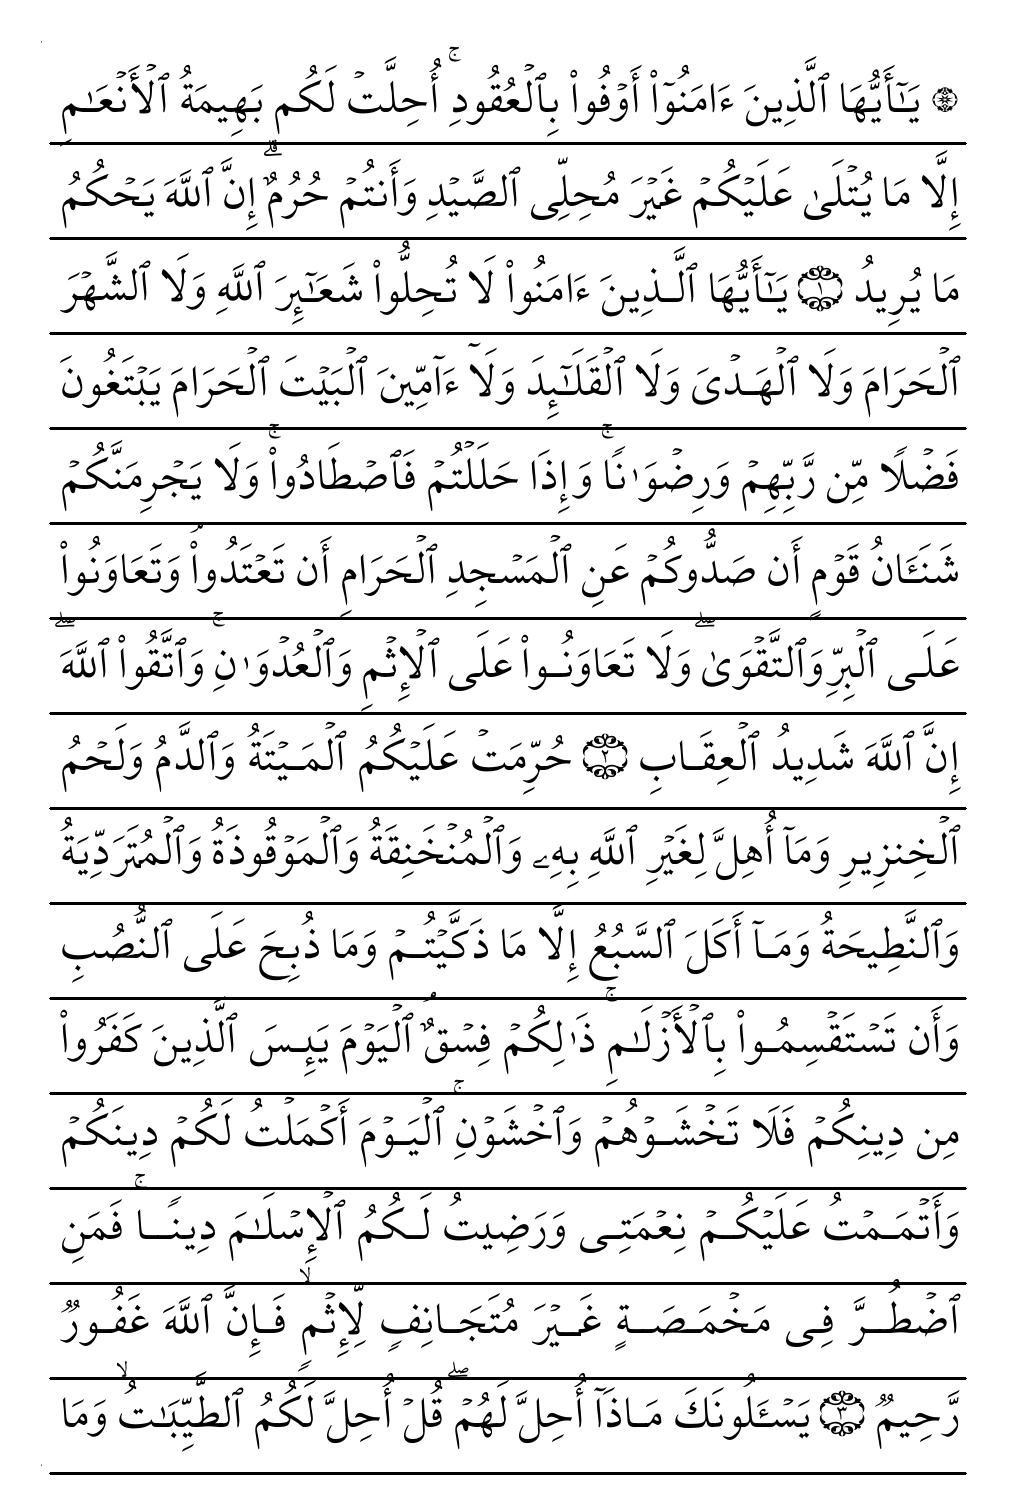 ۞ يَٰٓأَيُّهَا ٱلَّذِينَ ءَامَنُوٓا۟ أَوْفُوا۟ بِٱلْعُقُودِ ۚ أُحِلَّتْ لَكُم بَهِيمَةُ ٱلْأَنْعَٰمِ
إِلَّا مَا يُتْلَىٰ عَلَيْكُمْ غَيْرَ مُحِلِّى ٱلصَّيْدِ وَأَنتُمْ حُرُمٌ ۗ إِنَّ ٱللَّهَ يَحْكُمُ
مَا يُرِيدُ ۝١ يَٰٓأَيُّهَا ٱلَّذِينَ ءَامَنُوا۟ لَا تُحِلُّوا۟ شَعَٰٓئِرَ ٱللَّهِ وَلَا ٱلشَّهْرَ
ٱلْحَرَامَ وَلَا ٱلْهَدْىَ وَلَا ٱلْقَلَٰٓئِدَ وَلَآ ءَآمِّينَ ٱلْبَيْتَ ٱلْحَرَامَ يَبْتَغُونَ
فَضْلًا مِّن رَّبِّهِمْ وَرِضْوَٰنًا ۚ وَإِذَا حَلَلْتُمْ فَٱصْطَادُوا۟ ۚ وَلَا يَجْرِمَنَّكُمْ
شَنَـَٔانُ قَوْمٍ أَن صَدُّوكُمْ عَنِ ٱلْمَسْجِدِ ٱلْحَرَامِ أَن تَعْتَدُوا۟ ۘ وَتَعَاوَنُوا۟
عَلَى ٱلْبِرِّ وَٱلتَّقْوَىٰ ۖ وَلَا تَعَاوَنُوا۟ عَلَى ٱلْإِثْمِ وَٱلْعُدْوَٰنِ ۚ وَٱتَّقُوا۟ ٱللَّهَ ۖ
إِنَّ ٱللَّهَ شَدِيدُ ٱلْعِقَابِ ۝٢ حُرِّمَتْ عَلَيْكُمُ ٱلْمَيْتَةُ وَٱلدَّمُ وَلَحْمُ
ٱلْخِنزِيرِ وَمَآ أُهِلَّ لِغَيْرِ ٱللَّهِ بِهِۦ وَٱلْمُنْخَنِقَةُ وَٱلْمَوْقُوذَةُ وَٱلْمُتَرَدِّيَةُ
وَٱلنَّطِيحَةُ وَمَآ أَكَلَ ٱلسَّبُعُ إِلَّا مَا ذَكَّيْتُمْ وَمَا ذُبِحَ عَلَى ٱلنُّصُبِ
وَأَن تَسْتَقْسِمُوا۟ بِٱلْأَزْلَٰمِ ۚ ذَٰلِكُمْ فِسْقٌ ۗ ٱلْيَوْمَ يَئِسَ ٱلَّذِينَ كَفَرُوا۟
مِن دِينِكُمْ فَلَا تَخْشَوْهُمْ وَٱخْشَوْنِ ۚ ٱلْيَوْمَ أَكْمَلْتُ لَكُمْ دِينَكُمْ
وَأَتْمَمْتُ عَلَيْكُمْ نِعْمَتِى وَرَضِيتُ لَكُمُ ٱلْإِسْلَٰمَ دِينًا ۚ فَمَنِ
ٱضْطُرَّ فِى مَخْمَصَةٍ غَيْرَ مُتَجَانِفٍ لِّإِثْمٍ ۙ فَإِنَّ ٱللَّهَ غَفُورٌ
رَّحِيمٌ ۝٣ يَسْـَٔلُونَكَ مَاذَآ أُحِلَّ لَهُمْ ۖ قُلْ أُحِلَّ لَكُمُ ٱلطَّيِّبَٰتُ ۙ وَمَا